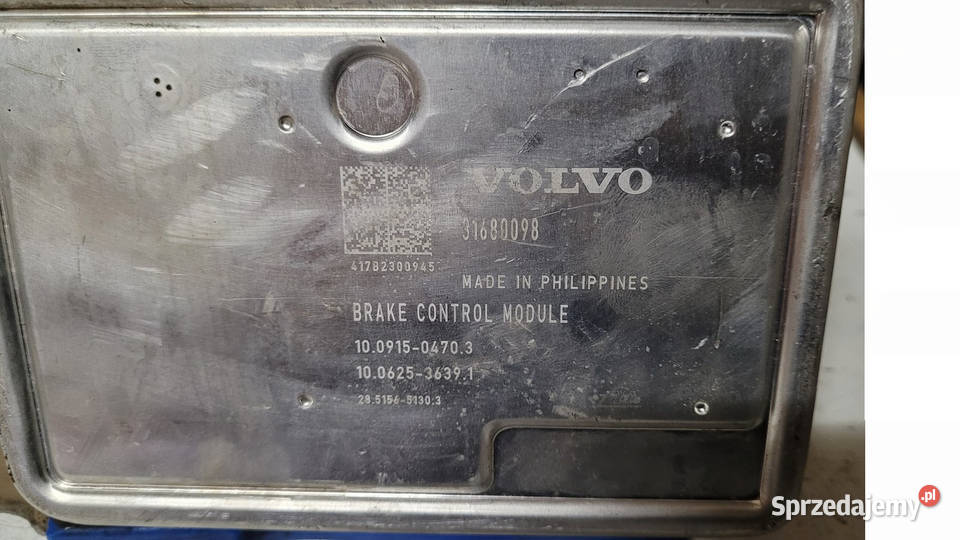 VOLVO
31680098
417B2300945
MADE IN PHILIPPINES
BRAKE CONTROL MODULE
10.0915-0470.3
10.0625-3639.1
28.5156-5130.3
Sprzedajemy.pl